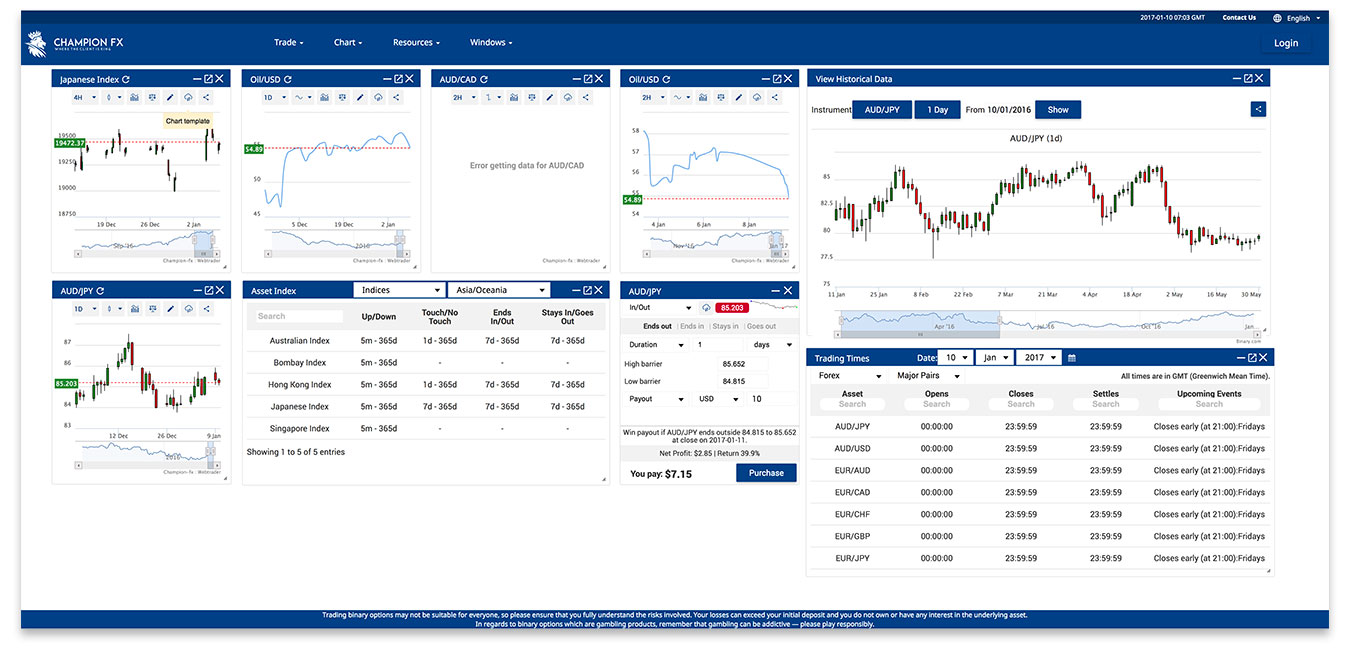 2017-01-10 07:03 GMT Contact Us English
CHAMPION FX
WHERE THE CLIENT IS KING
Trade Chart Resources Windows
Login
Japanese Index
4H
Chart template
19500
19472.37
19250
19000
18750
19 Dec 26 Dec 2 Jan
Sep '16
Champion-fx : Webtrader
Oil/USD
1D
54.89
50
45
5 Dec 19 Dec 2 Jan
2016
Champion-fx : Webtrader
AUD/CAD
2H
Error getting data for AUD/CAD
Champion-fx : Webtrader
Oil/USD
2H
58
57
56
55
54.89
54
4 Jan 6 Jan 8 Jan
Nov '16 Jan '17
Champion-fx : Webtrader
View Historical Data
Instrument AUD/JPY 1 Day From 10/01/2016 Show
AUD/JPY (1d)
85
82.5
80
77.5
75
11 Jan 25 Jan 8 Feb 22 Feb 7 Mar 21 Mar 4 Apr 18 Apr 2 May 16 May 30 May
Apr '16 Jul '16 Oct '16 Jan...
Binary.com
AUD/JPY
1D
87
86
85.203
84
83
12 Dec 26 Dec 9 Jan
2016
Champion-fx : Webtrader
Asset Index Indices Asia/Oceania
Search Up/Down Touch/No Touch Ends In/Out Stays In/Goes Out
Australian Index 5m - 365d 1d - 365d 7d - 365d 7d - 365d
Bombay Index 5m - 365d - - -
Hong Kong Index 5m - 365d 1d - 365d 7d - 365d 7d - 365d
Japanese Index 5m - 365d 7d - 365d 7d - 365d 7d - 365d
Singapore Index 5m - 365d - - -
Showing 1 to 5 of 5 entries
AUD/JPY
In/Out 85.203
Ends out | Ends in | Stays in | Goes out
Duration 1 days
High barrier 85.652
Low barrier 84.815
Payout USD 10
Win payout if AUD/JPY ends outside 84.815 to 85.652
at close on 2017-01-11.
Net Profit: $2.85 | Return 39.9%
You pay: $7.15 Purchase
Trading Times Date: 10 Jan 2017
Forex Major Pairs All times are in GMT (Greenwich Mean Time).
Asset Opens Closes Settles Upcoming Events
Search Search Search Search Search
AUD/JPY 00:00:00 23:59:59 23:59:59 Closes early (at 21:00):Fridays
AUD/USD 00:00:00 23:59:59 23:59:59 Closes early (at 21:00):Fridays
EUR/AUD 00:00:00 23:59:59 23:59:59 Closes early (at 21:00):Fridays
EUR/CAD 00:00:00 23:59:59 23:59:59 Closes early (at 21:00):Fridays
EUR/CHF 00:00:00 23:59:59 23:59:59 Closes early (at 21:00):Fridays
EUR/GBP 00:00:00 23:59:59 23:59:59 Closes early (at 21:00):Fridays
EUR/JPY 00:00:00 23:59:59 23:59:59 Closes early (at 21:00):Fridays
Trading binary options may not be suitable for everyone, so please ensure that you fully understand the risks involved. Your losses can exceed your initial deposit and you do not own or have any interest in the underlying asset.
In regards to binary options which are gambling products, remember that gambling can be addictive — please play responsibly.